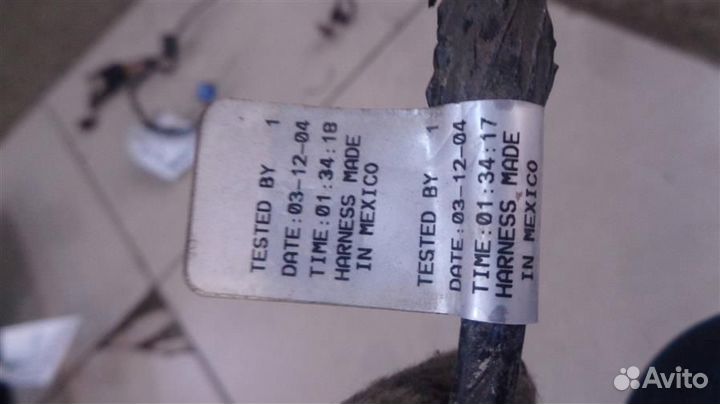 TESTED BY 1
DATE:03-12-04
TIME:01:34:18
HARNESS MADE
IN MEXICO
TESTED BY 1
DATE:03-12-04
TIME:01:34:17
HARNESS MADE
IN MEXICO
Avito